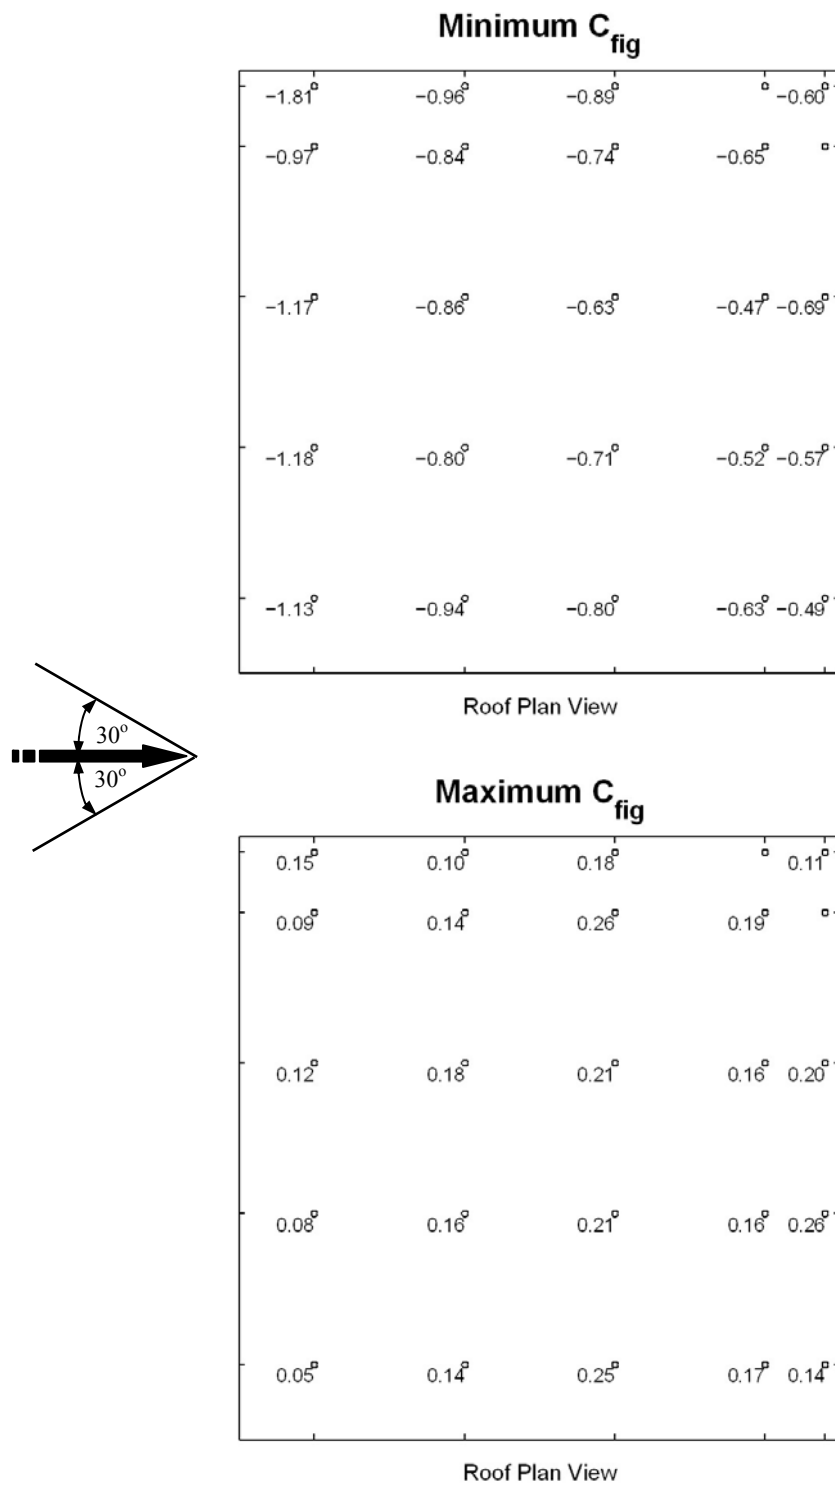 Minimum C_fig
−1.81 −0.96 −0.89 −0.60
−0.97 −0.84 −0.74 −0.65
−1.17 −0.86 −0.63 −0.47 −0.69
−1.18 −0.80 −0.71 −0.52 −0.57
−1.13 −0.94 −0.80 −0.63 −0.49
Roof Plan View
30°
30°
Maximum C_fig
0.15 0.10 0.18 0.11
0.09 0.14 0.26 0.19
0.12 0.18 0.21 0.16 0.20
0.08 0.16 0.21 0.16 0.26
0.05 0.14 0.25 0.17 0.14
Roof Plan View